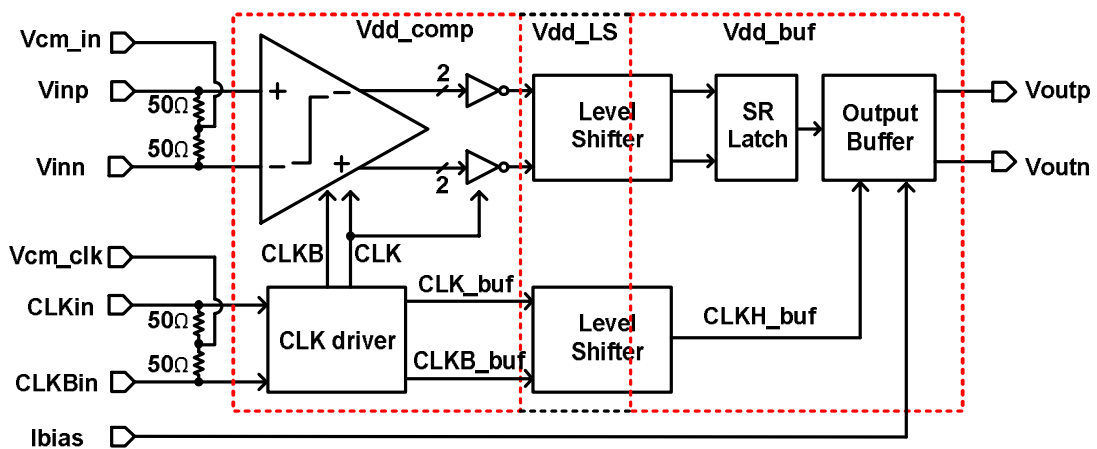 Vcm_in
Vdd_comp
Vdd_LS
Vdd_buf
Vinp
50Ω
50Ω
Vinn
+
−
−
+
2
2
Level
Shifter
SR
Latch
Output
Buffer
Voutp
Voutn
CLKB
CLK
Vcm_clk
CLKin
50Ω
50Ω
CLKBin
CLK driver
CLK_buf
CLKB_buf
Level
Shifter
CLKH_buf
Ibias